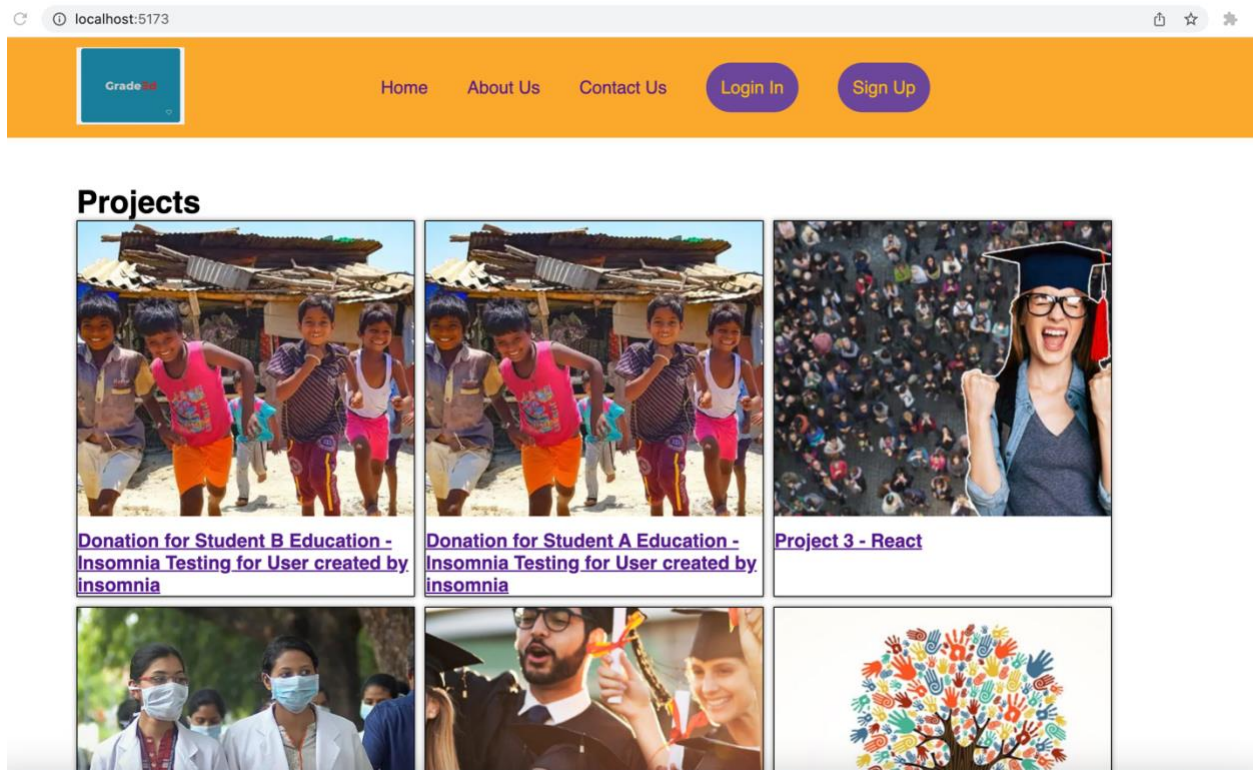 localhost:5173
Gradeed
Home About Us Contact Us Login In Sign Up
Projects
Donation for Student B Education -
Insomnia Testing for User created by
insomnia
Donation for Student A Education -
Insomnia Testing for User created by
insomnia
Project 3 - React